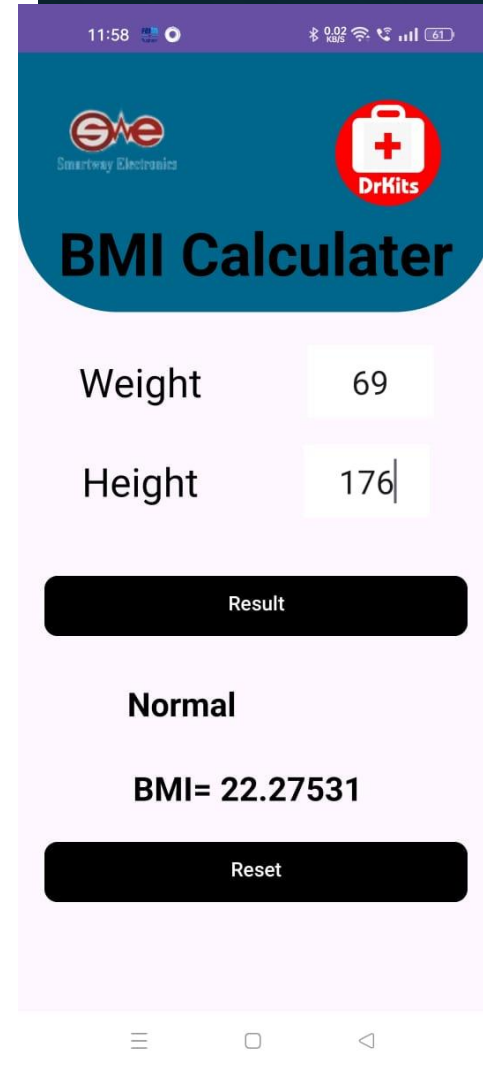 11:58
0.02 KB/S
61
SWE
Smartway Electronics
DrKits
BMI Calculater
Weight 69
Height 176
Result
Normal
BMI= 22.27531
Reset